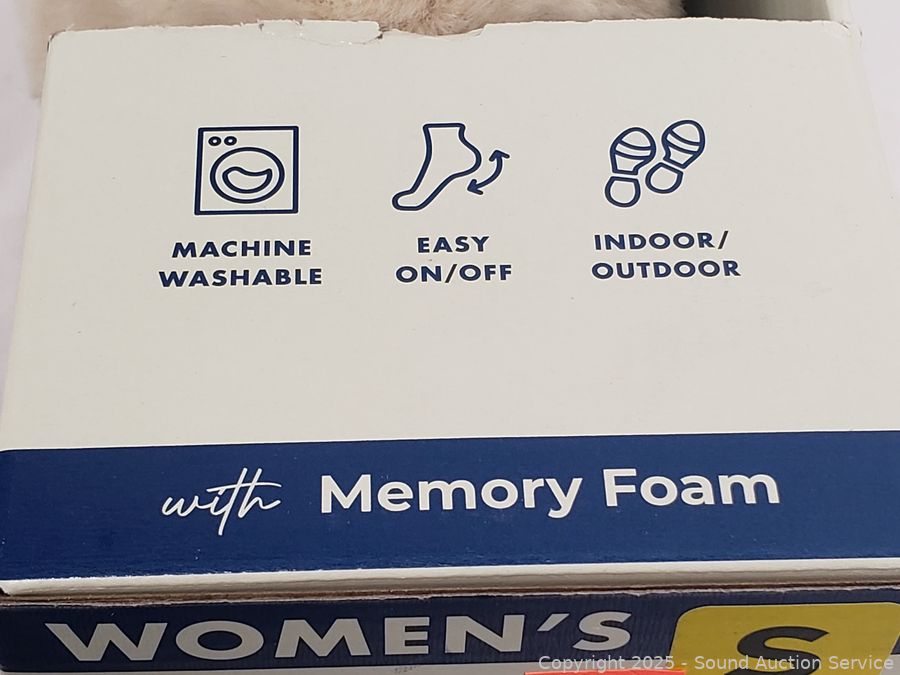 MACHINE
WASHABLE
EASY
ON/OFF
INDOOR/
OUTDOOR
with Memory Foam
WOMEN'S S
Copyright 2025 - Sound Auction Service